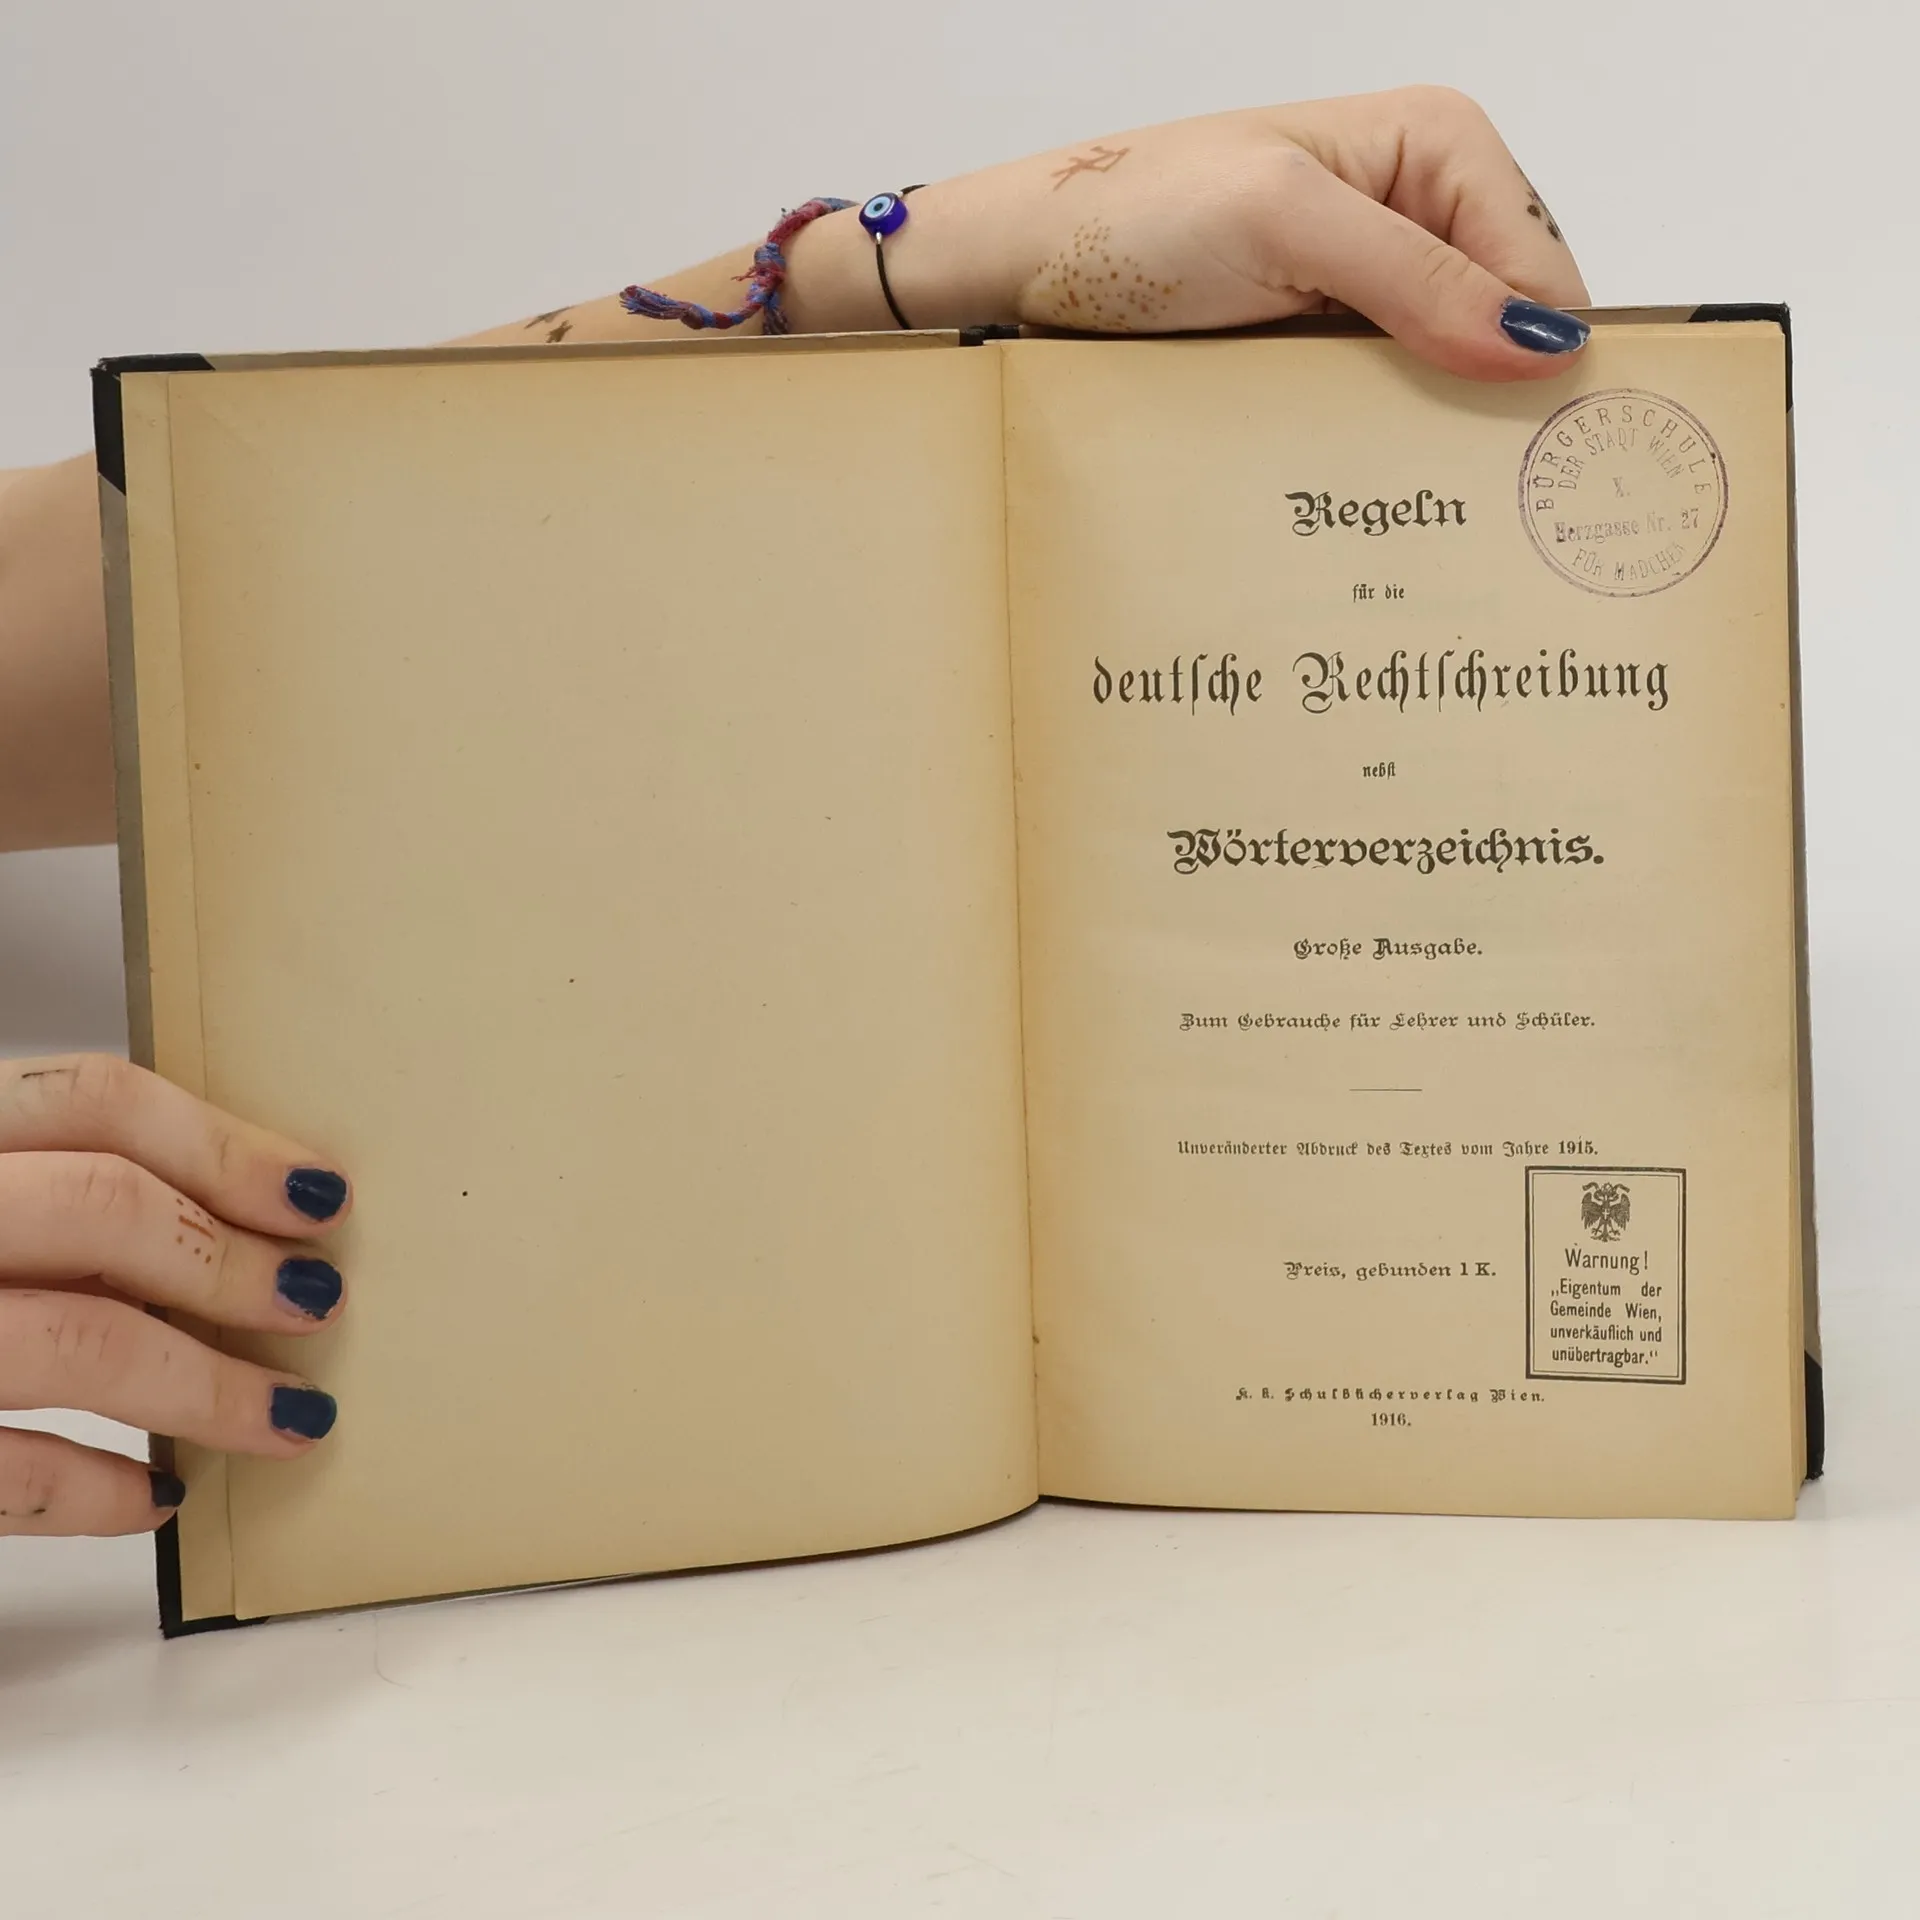 BÜRGERSCHULE
DER STADT WIEN
X.
Herzgasse Nr. 27
FÜR MÄDCHEN
Regeln
für die
deutſche Rechtſchreibung
nebſt
Wörterverzeichnis.
Große Ausgabe.
Zum Gebrauche für Lehrer und Schüler.
Unveränderter Abdruck des Textes vom Jahre 1915.
Preis, gebunden 1 K.
Warnung!
„Eigentum der
Gemeinde Wien,
unverkäuflich und
unübertragbar.“
K. k. Schulbücherverlag Wien.
1916.